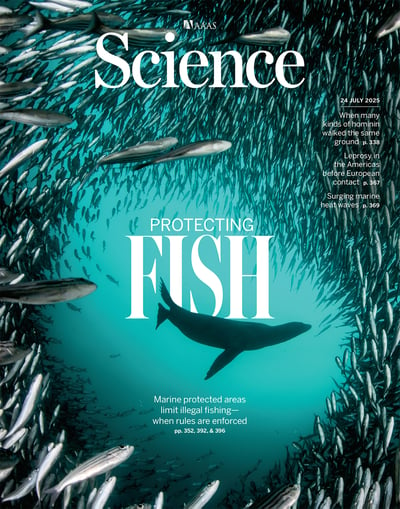 AAAS
Science
24 JULY 2025
When many
kinds of hominin
walked the same
ground p. 338
Leprosy in
the Americas
before European
contact p. 367
Surging marine
heat waves p. 369
PROTECTING
FISH
Marine protected areas
limit illegal fishing—
when rules are enforced
pp. 352, 392, & 396